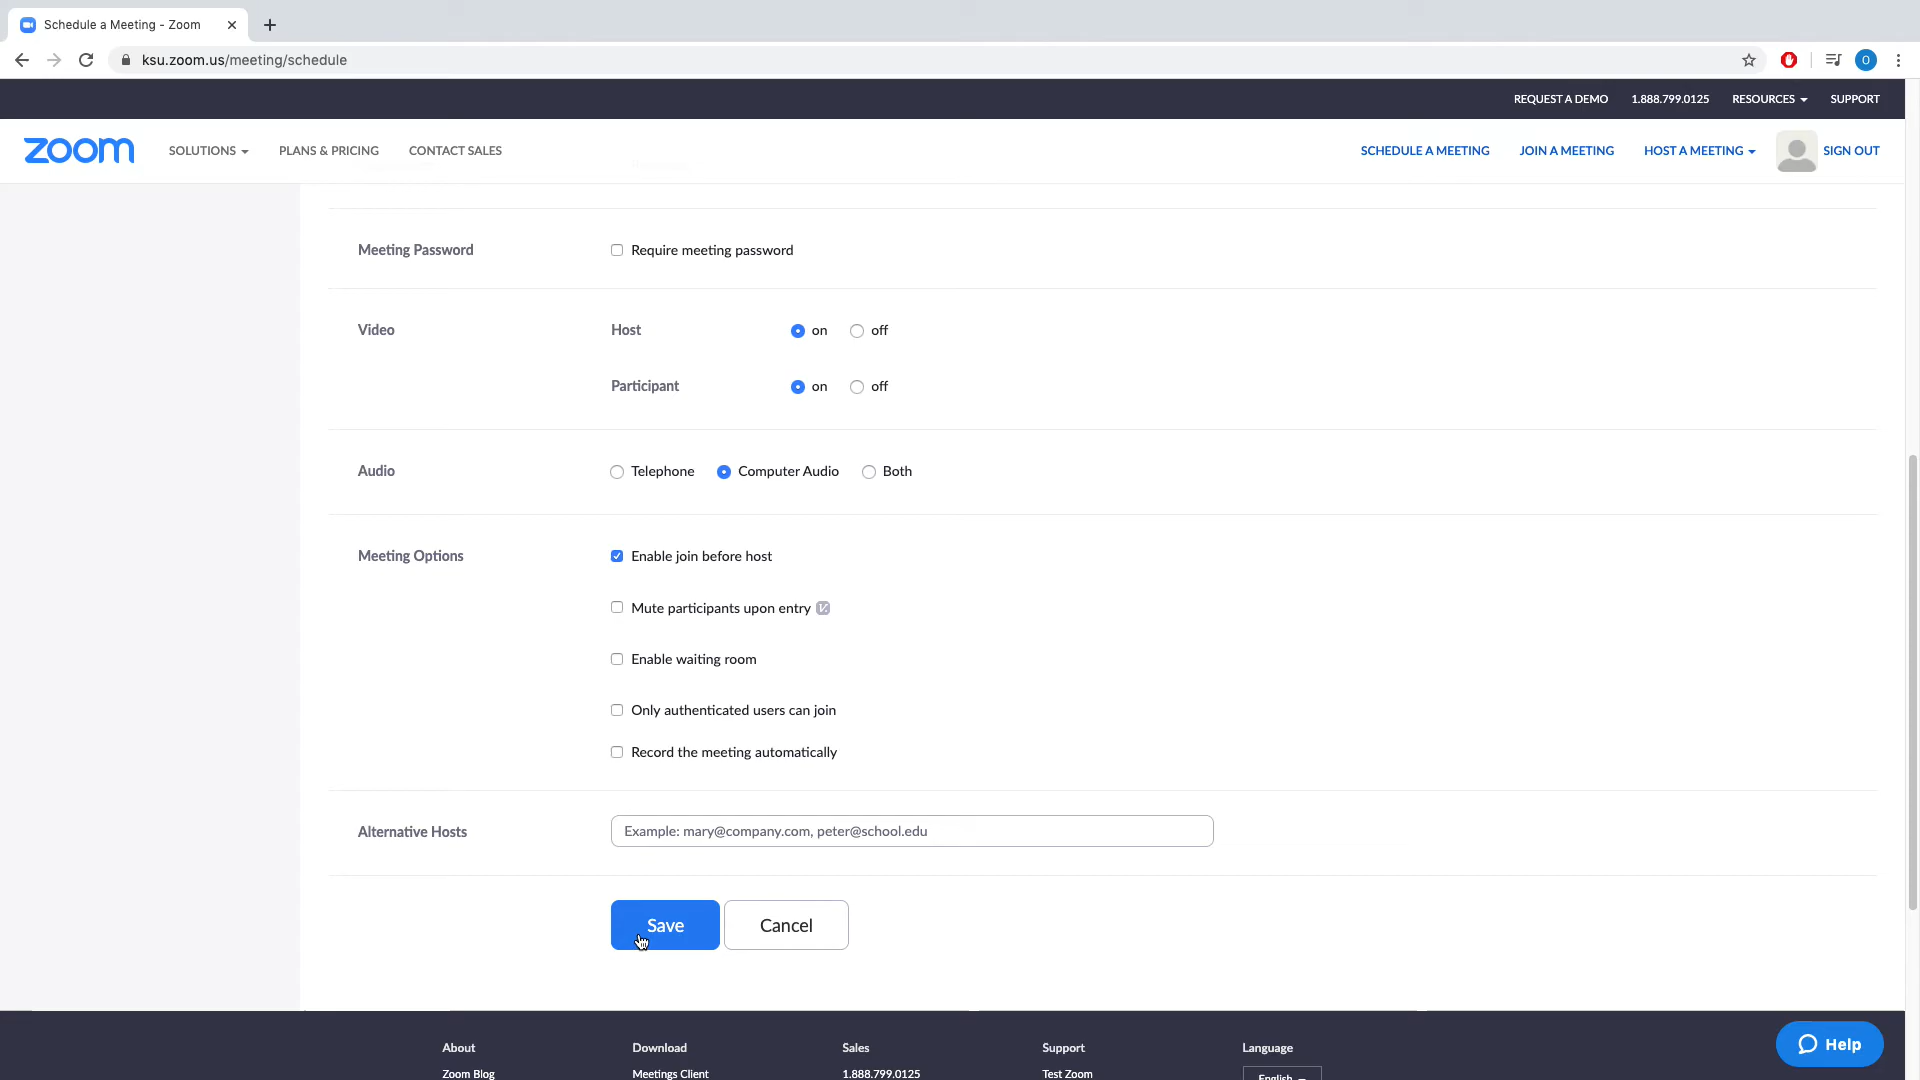 Schedule a Meeting - Zoom
ksu.zoom.us/meeting/schedule
O
REQUEST A DEMO 1.888.799.0125 RESOURCES SUPPORT
zoom SOLUTIONS PLANS & PRICING CONTACT SALES SCHEDULE A MEETING JOIN A MEETING HOST A MEETING SIGN OUT
Meeting Password Require meeting password
Video Host on off
Participant on off
Audio Telephone Computer Audio Both
Meeting Options Enable join before host
Mute participants upon entry
Enable waiting room
Only authenticated users can join
Record the meeting automatically
Alternative Hosts Example: mary@company.com, peter@school.edu
Save Cancel
Help
About Download Sales Support Language
Zoom Blog Meetings Client 1.888.799.0125 Test Zoom English